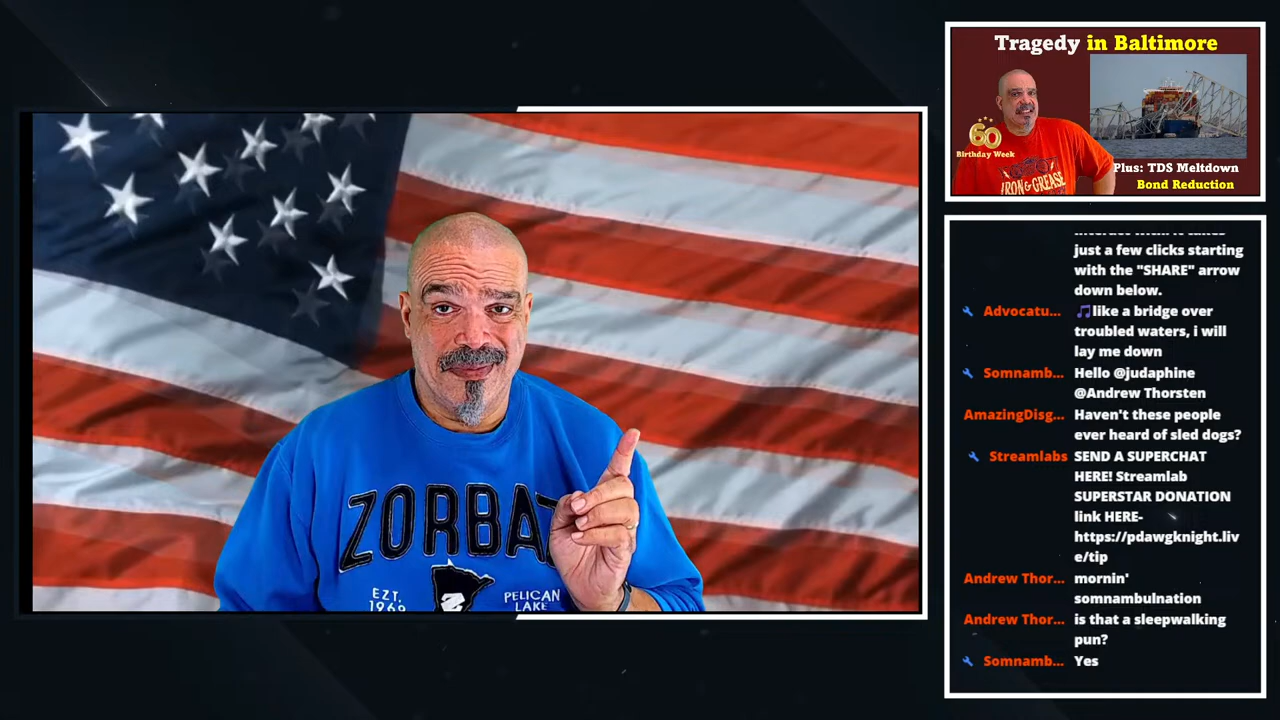 Tragedy in Baltimore
60
Birthday Week
IRON & GREASE
Plus: TDS Meltdown
Bond Reduction
ZORBA
EZT.
1969
PELICAN
LAKE
just a few clicks starting
with the "SHARE" arrow
down below.
Advocatu... 🎵like a bridge over
troubled waters, i will
lay me down
Somnamb... Hello @judaphine
@Andrew Thorsten
AmazingDisg... Haven't these people
ever heard of sled dogs?
Streamlabs SEND A SUPERCHAT
HERE! Streamlab
SUPERSTAR DONATION
link HERE-
https://pdawgknight.liv
e/tip
Andrew Thor... mornin'
somnambulnation
Andrew Thor... is that a sleepwalking
pun?
Somnamb... Yes